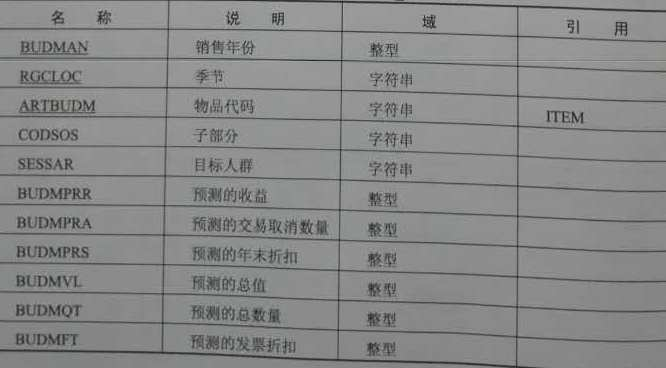 名 称 说 明 域 引 用
BUDMAN 销售年份 整型
RGCLOC 季节 字符串
ARTBUDM 物品代码 字符串 ITEM
CODSOS 子部分 字符串
SESSAR 目标人群 字符串
BUDMPRR 预测的收益 整型
BUDMPRA 预测的交易取消数量 整型
BUDMPRS 预测的年末折扣 整型
BUDMVL 预测的总值 整型
BUDMQT 预测的总数量 整型
BUDMFT 预测的发票折扣 整型